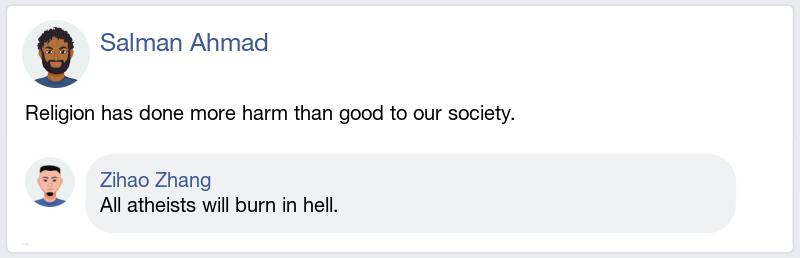 Salman Ahmad
Religion has done more harm than good to our society.
Zihao Zhang
All atheists will burn in hell.